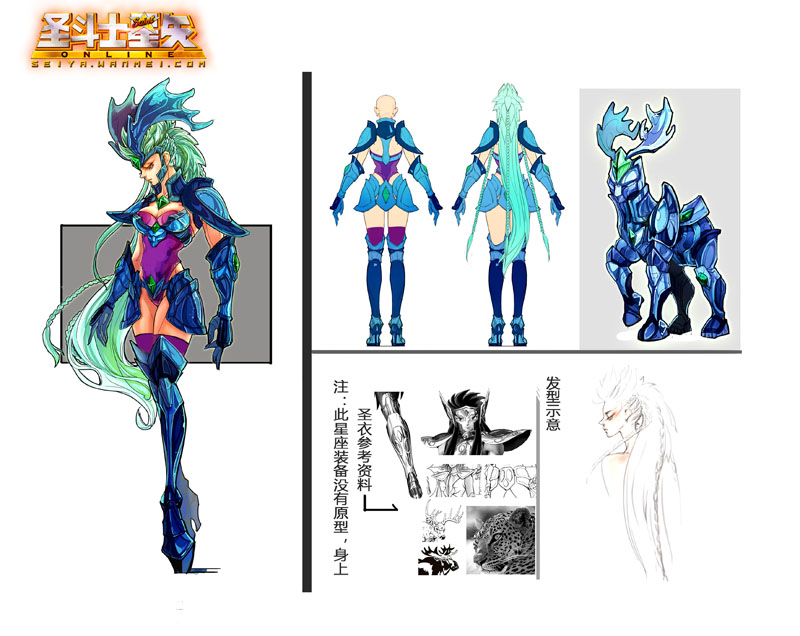 圣斗士星矢
Saint
ONLINE
SEIYA.WANMEI.COM
注：此星座装备没有原型，身上
圣衣参考资料
发型示意